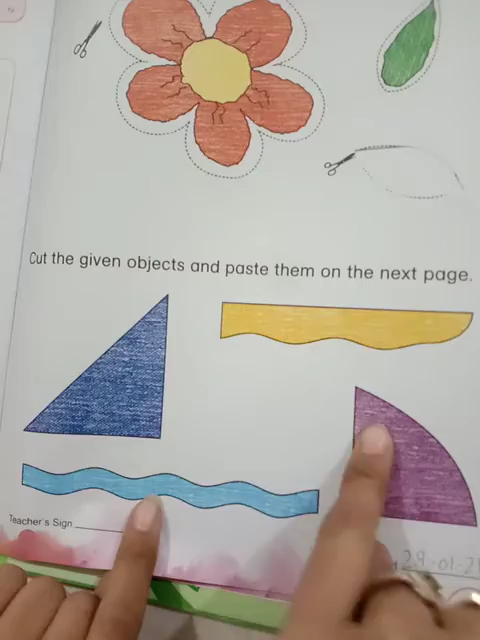 Cut the given objects and paste them on the next page.
Teacher's Sign